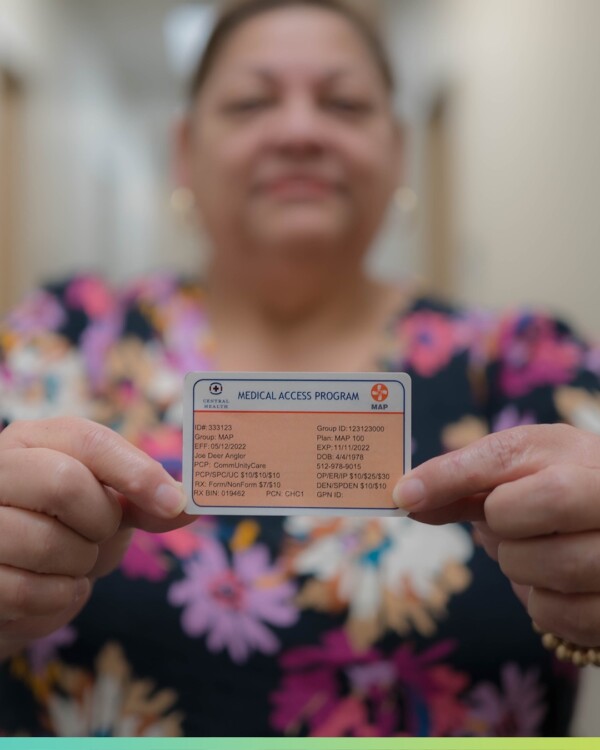 CENTRAL
HEALTH
MEDICAL ACCESS PROGRAM
MAP
ID#: 333123
Group: MAP
EFF:05/12/2022
Joe Deer Angler
PCP: CommUnityCare
PCP/SPC/UC $10/$10/$10
RX: Form/NonForm $7/$10
RX BIN: 019462 PCN: CHC1
Group ID:123123000
Plan: MAP 100
EXP: 11/11/2022
DOB: 4/4/1978
512-978-9015
OP/ER/IP $10/$25/$30
DEN/SPDEN $10/$10
GPN ID: